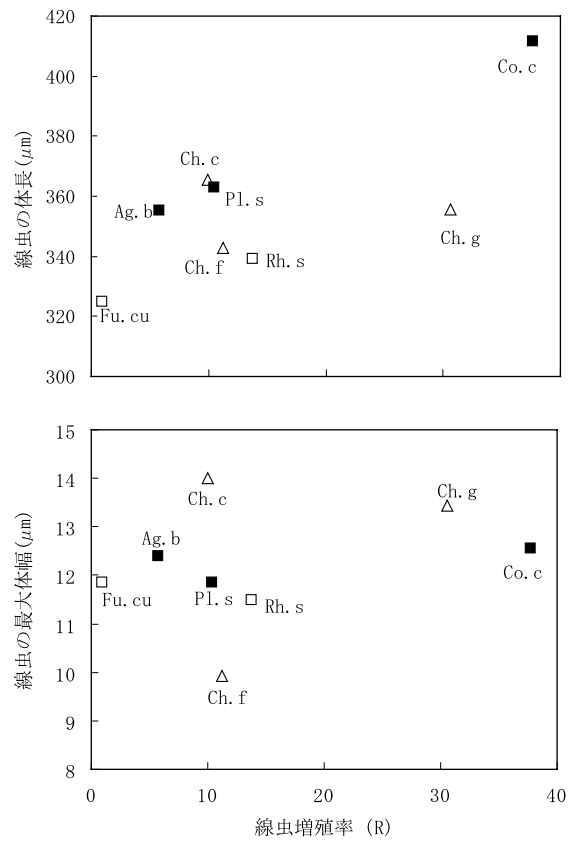 420
Co.c
400
380
Ch.c
360
Pl.s
Ag.b
Ch.g
340
Ch.f
Rh.s
320
Fu.cu
300
線虫の体長(μm)
15
14
Ch.g
Ch.c
13
Ag.b
12
Co.c
Fu.cu
Pl.s
Rh.s
11
10
Ch.f
9
8
線虫の最大体幅(μm)
0 10 20 30 40
線虫増殖率 (R)